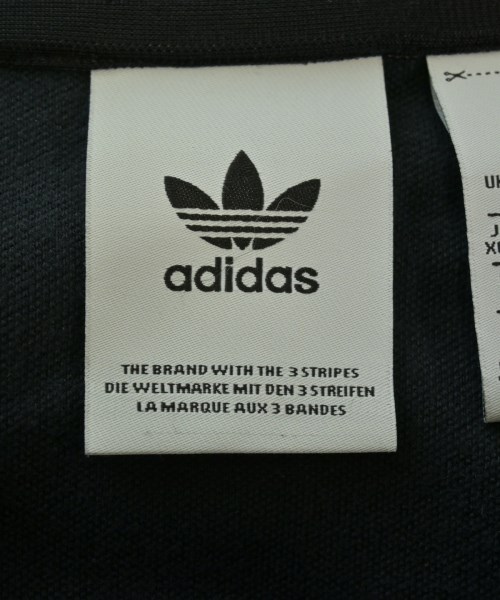 adidas
THE BRAND WITH THE 3 STRIPES
DIE WELTMARKE MIT DEN 3 STREIFEN
LA MARQUE AUX 3 BANDES